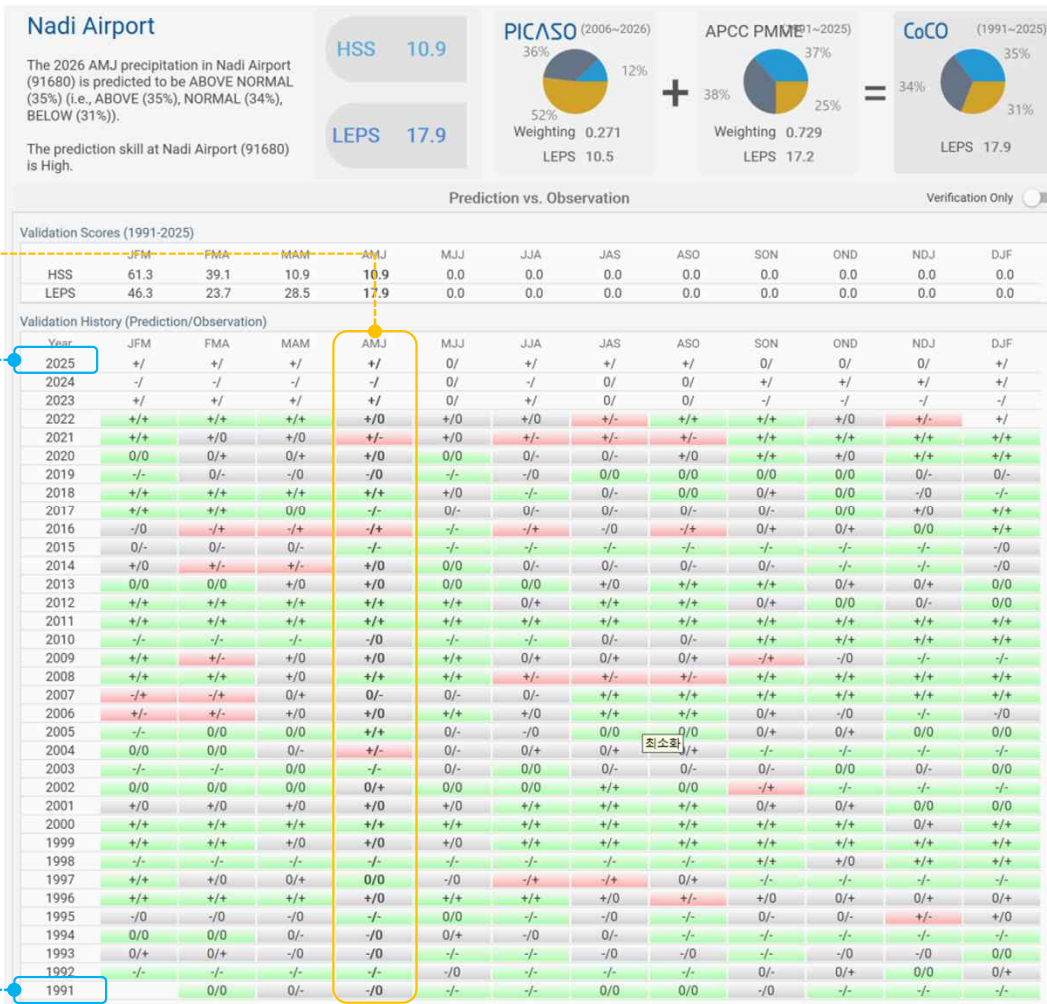 Nadi Airport
The 2026 AMJ precipitation in Nadi Airport
(91680) is predicted to be ABOVE NORMAL
(35%) (i.e., ABOVE (35%), NORMAL (34%),
BELOW (31%)).
The prediction skill at Nadi Airport (91680)
is High.
HSS 10.9
LEPS 17.9
PICASO (2006~2026)
36%
12%
52%
Weighting 0.271
LEPS 10.5
+
APCC PMME 1991~2025)
37%
38%
25%
Weighting 0.729
LEPS 17.2
=
CoCO (1991~2025)
35%
34%
31%
LEPS 17.9
Prediction vs. Observation
Verification Only
Validation Scores (1991-2025)
JFM FMA MAM AMJ MJJ JJA JAS ASO SON OND NDJ DJF
HSS 61.3 39.1 10.9 10.9 0.0 0.0 0.0 0.0 0.0 0.0 0.0 0.0
LEPS 46.3 23.7 28.5 17.9 0.0 0.0 0.0 0.0 0.0 0.0 0.0 0.0
Validation History (Prediction/Observation)
Year JFM FMA MAM AMJ MJJ JJA JAS ASO SON OND NDJ DJF
2025 +/ +/ +/ +/ 0/ +/ +/ +/ 0/ 0/ 0/ +/
2024 -/ -/ -/ -/ 0/ -/ 0/ 0/ +/ +/ +/ +/
2023 +/ +/ +/ +/ 0/ +/ 0/ 0/ -/ -/ -/ -/
2022 +/+ +/+ +/+ +/0 +/0 +/0 +/- +/+ +/+ +/0 +/- +/
2021 +/+ +/0 +/0 +/- +/0 +/- +/- +/- +/+ +/+ +/+ +/+
2020 0/0 0/+ 0/+ +/0 0/0 0/- 0/- +/0 +/+ +/0 +/+ +/+
2019 -/- 0/- -/0 -/0 -/- -/0 0/0 0/0 0/0 0/0 0/- 0/-
2018 +/+ +/+ +/+ +/+ +/0 -/- 0/- 0/0 0/+ 0/0 -/0 -/-
2017 +/+ +/+ 0/0 -/- 0/- 0/- 0/- 0/- 0/- 0/0 +/0 +/+
2016 -/0 -/+ -/+ -/+ -/- -/+ -/0 -/+ 0/+ 0/+ 0/0 +/+
2015 0/- 0/- 0/- -/- -/- -/- -/- -/- -/- -/- -/- -/0
2014 +/0 +/- +/- +/0 0/0 0/- 0/- 0/- 0/- -/- -/- -/0
2013 0/0 0/0 +/0 +/0 0/0 0/0 +/0 +/+ +/+ 0/+ 0/+ 0/0
2012 +/+ +/+ +/+ +/+ +/+ 0/+ +/+ +/+ 0/+ 0/0 0/- 0/0
2011 +/+ +/+ +/+ +/+ +/+ +/+ +/+ +/+ +/+ +/+ +/+ +/+
2010 -/- -/- -/- -/0 -/- -/- 0/- 0/- +/+ +/+ +/+ +/+
2009 +/+ +/- +/0 +/0 +/+ 0/+ 0/+ 0/+ -/+ -/0 -/- -/-
2008 +/+ +/+ +/0 +/+ +/+ +/- +/- +/- +/+ +/+ +/+ +/+
2007 -/+ -/+ 0/+ 0/- 0/- 0/- +/+ +/+ +/+ +/+ +/+ +/+
2006 +/- +/- +/0 +/0 +/+ +/0 +/+ +/+ 0/+ -/0 -/- -/0
2005 -/- 0/0 0/0 +/+ 0/- -/0 0/0 0/0 0/+ 0/+ 0/0 0/0
2004 0/0 0/0 0/- +/- 0/- 0/+ 0/+ 최소화 /+ -/- -/- -/- -/-
2003 -/- -/- 0/0 -/- 0/- 0/0 0/- 0/- 0/- 0/0 0/- 0/0
2002 0/0 0/0 0/0 0/+ 0/0 0/0 +/+ 0/0 -/+ -/- -/- -/-
2001 +/0 +/0 +/0 +/0 +/0 +/+ +/+ +/+ 0/+ 0/+ 0/0 0/0
2000 +/+ +/+ +/+ +/+ +/+ +/+ +/+ +/+ +/+ +/+ 0/+ +/+
1999 +/+ +/+ +/0 +/0 +/0 +/+ +/+ +/+ +/+ +/+ +/+ +/+
1998 -/- -/- -/- -/- -/- -/- -/- -/- +/+ +/0 +/+ +/+
1997 +/+ +/0 0/+ 0/0 -/0 -/+ -/+ 0/+ -/- -/- -/- -/-
1996 +/+ +/+ +/+ +/0 +/+ +/+ +/0 +/- +/0 0/+ 0/+ 0/+
1995 -/0 -/0 -/0 -/- 0/0 -/- -/0 -/- 0/- 0/- +/- +/0
1994 0/0 0/0 0/- -/0 0/+ -/0 0/- -/- -/- -/- -/- -/-
1993 0/+ 0/+ -/0 -/0 -/- -/- -/0 -/0 -/- -/0 -/0 0/0
1992 -/- -/- -/- -/- -/0 -/- -/- -/- 0/- 0/+ 0/0 0/+
1991 0/0 0/- -/0 -/- -/- 0/0 0/0 -/0 -/- -/- -/-